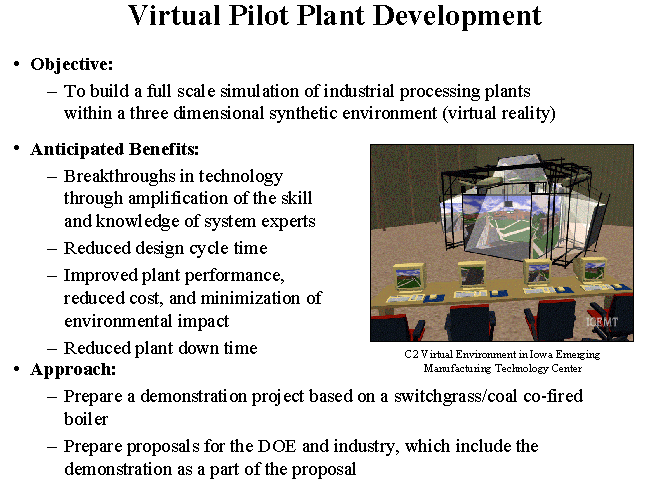 Virtual Pilot Plant Development
• Objective:
– To build a full scale simulation of industrial processing plants
within a three dimensional synthetic environment (virtual reality)
• Anticipated Benefits:
– Breakthroughs in technology
through amplification of the skill
and knowledge of system experts
– Reduced design cycle time
– Improved plant performance,
reduced cost, and minimization of
environmental impact
– Reduced plant down time
ICEMT
C2 Virtual Environment in Iowa Emerging
Manufacturing Technology Center
• Approach:
– Prepare a demonstration project based on a switchgrass/coal co-fired
boiler
– Prepare proposals for the DOE and industry, which include the
demonstration as a part of the proposal